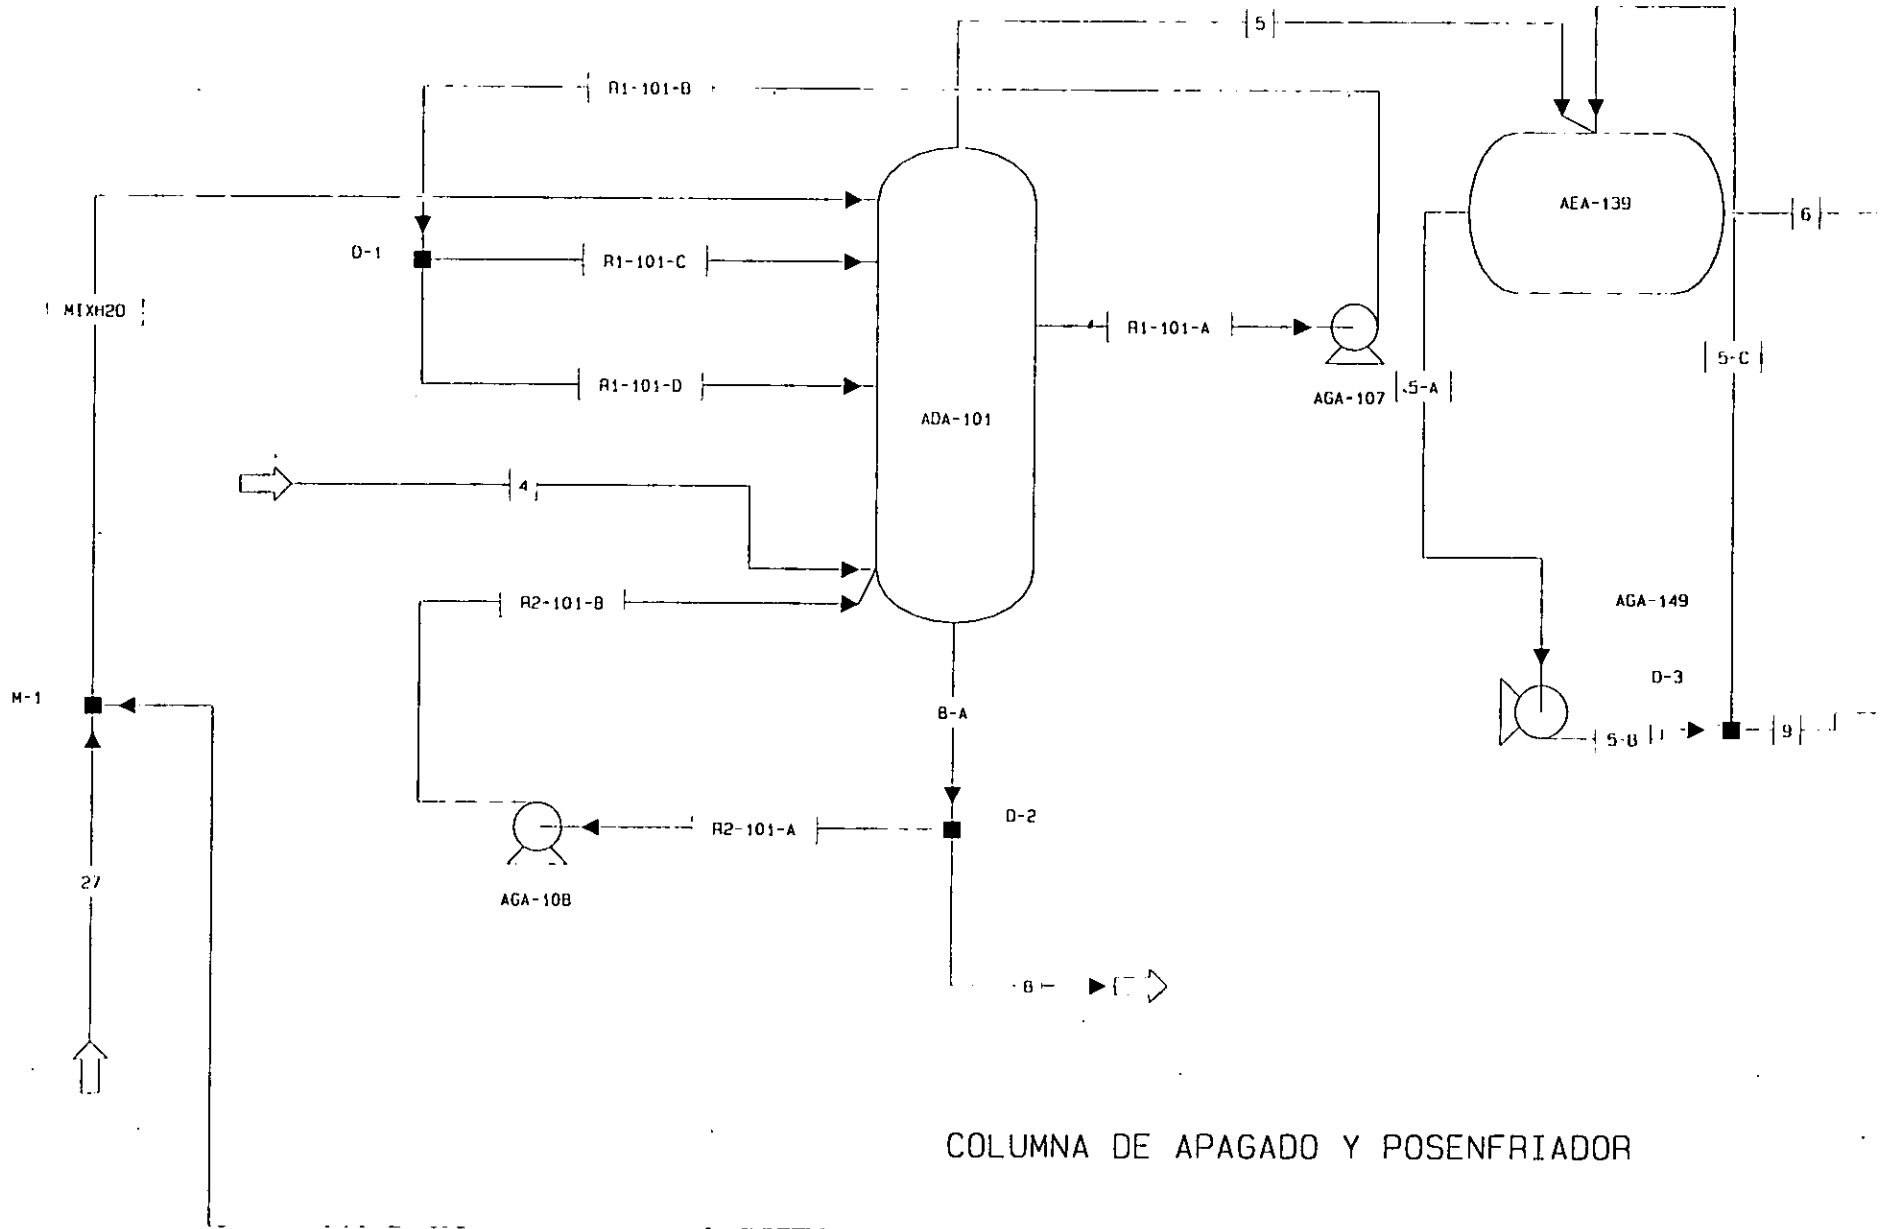 5
R1-101-B
AEA-139
6
D-1
R1-101-C
MIXH2O
R1-101-A
5-C
R1-101-D
AGA-107
5-A
ADA-101
4
R2-101-B
AGA-149
D-3
M-1
8-A
5-B
9
D-2
R2-101-A
27
AGA-108
8
COLUMNA DE APAGADO Y POSENFRIADOR